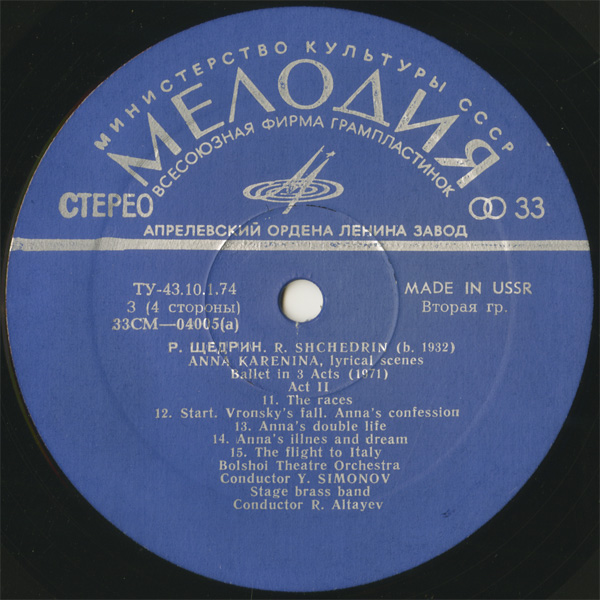 МИНИСТЕРСТВО КУЛЬТУРЫ СССР
МЕЛОДИЯ
ВСЕСОЮЗНАЯ ФИРМА ГРАМПЛАСТИНОК
СТЕРЕО
33
АПРЕЛЕВСКИЙ ОРДЕНА ЛЕНИНА ЗАВОД
ТУ-43.10.1.74
MADE IN USSR
3 (4 стороны)
Вторая гр.
33СМ—04005(а)
Р. ЩЕДРИН. R. SHCHEDRIN (b. 1932)
ANNA KARENINA, lyrical scenes
Ballet in 3 Acts (1971)
Act II
11. The races
12. Start. Vronsky's fall. Anna's confession
13. Anna's double life
14. Anna's illnes and dream
15. The flight to Italy
Bolshoi Theatre Orchestra
Conductor Y. SIMONOV
Stage brass band
Conductor R. Altayev